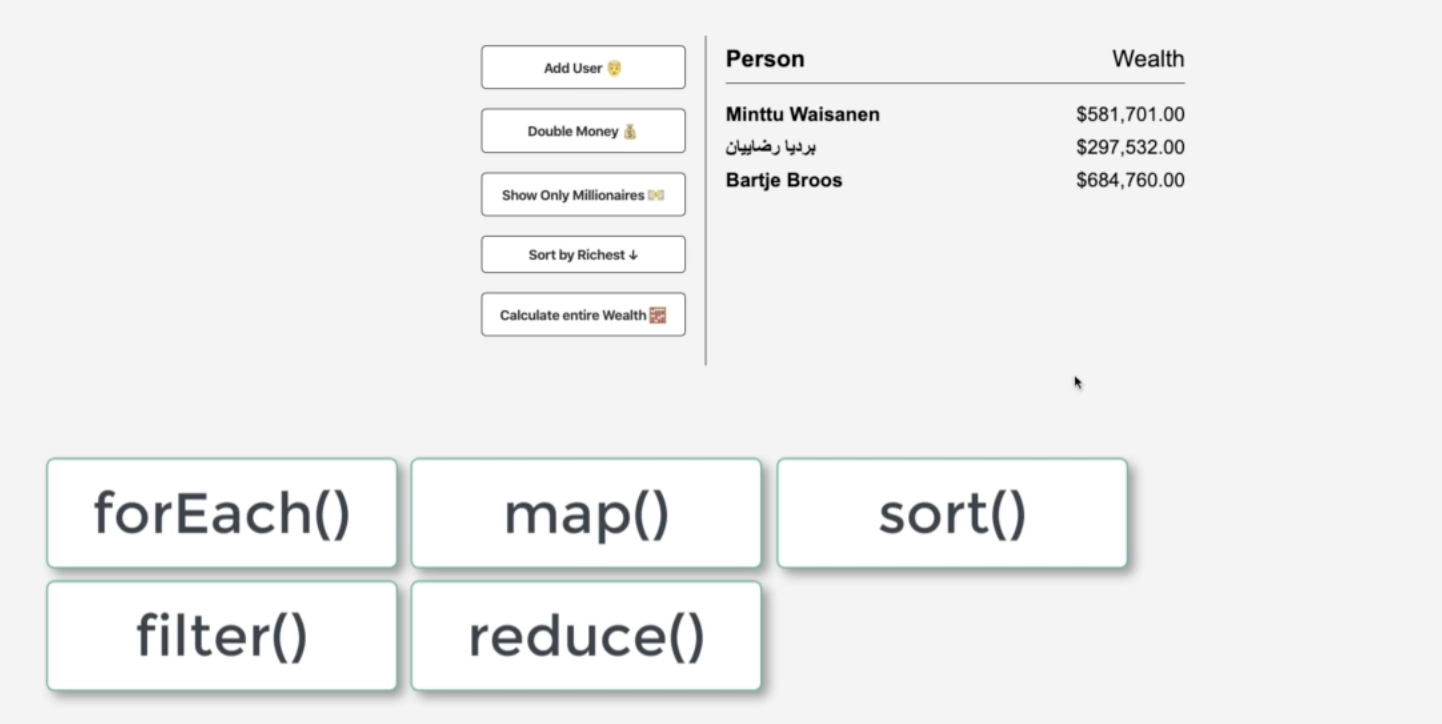 Add User 👳
Double Money 💰
Show Only Millionaires 💵
Sort by Richest ↓
Calculate entire Wealth 🧮
Person Wealth
Minttu Waisanen $581,701.00
بردیا رضاییان $297,532.00
Bartje Broos $684,760.00
forEach() map() sort()
filter() reduce()